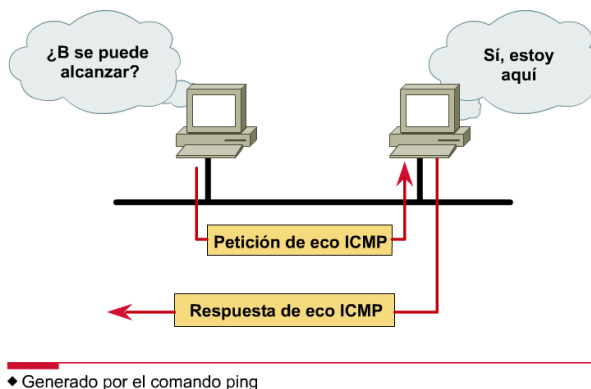 ¿B se puede
alcanzar?
Sí, estoy
aquí
Petición de eco ICMP
Respuesta de eco ICMP
◆ Generado por el comando ping